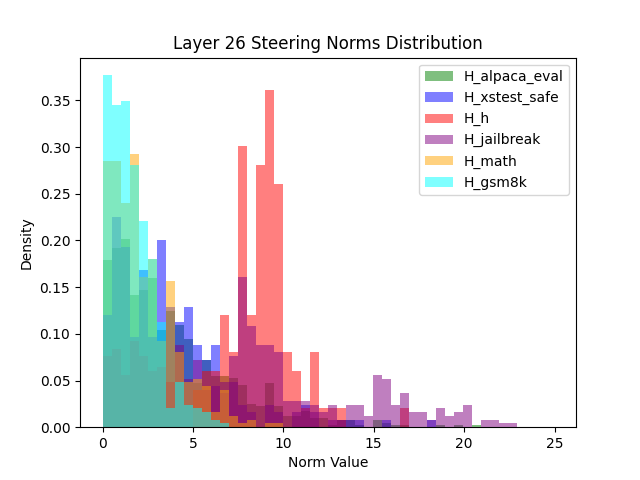 Layer 26 Steering Norms Distribution
H_alpaca_eval
H_xstest_safe
H_h
H_jailbreak
H_math
H_gsm8k
Density
0.35
0.30
0.25
0.20
0.15
0.10
0.05
0.00
0
5
10
15
20
25
Norm Value